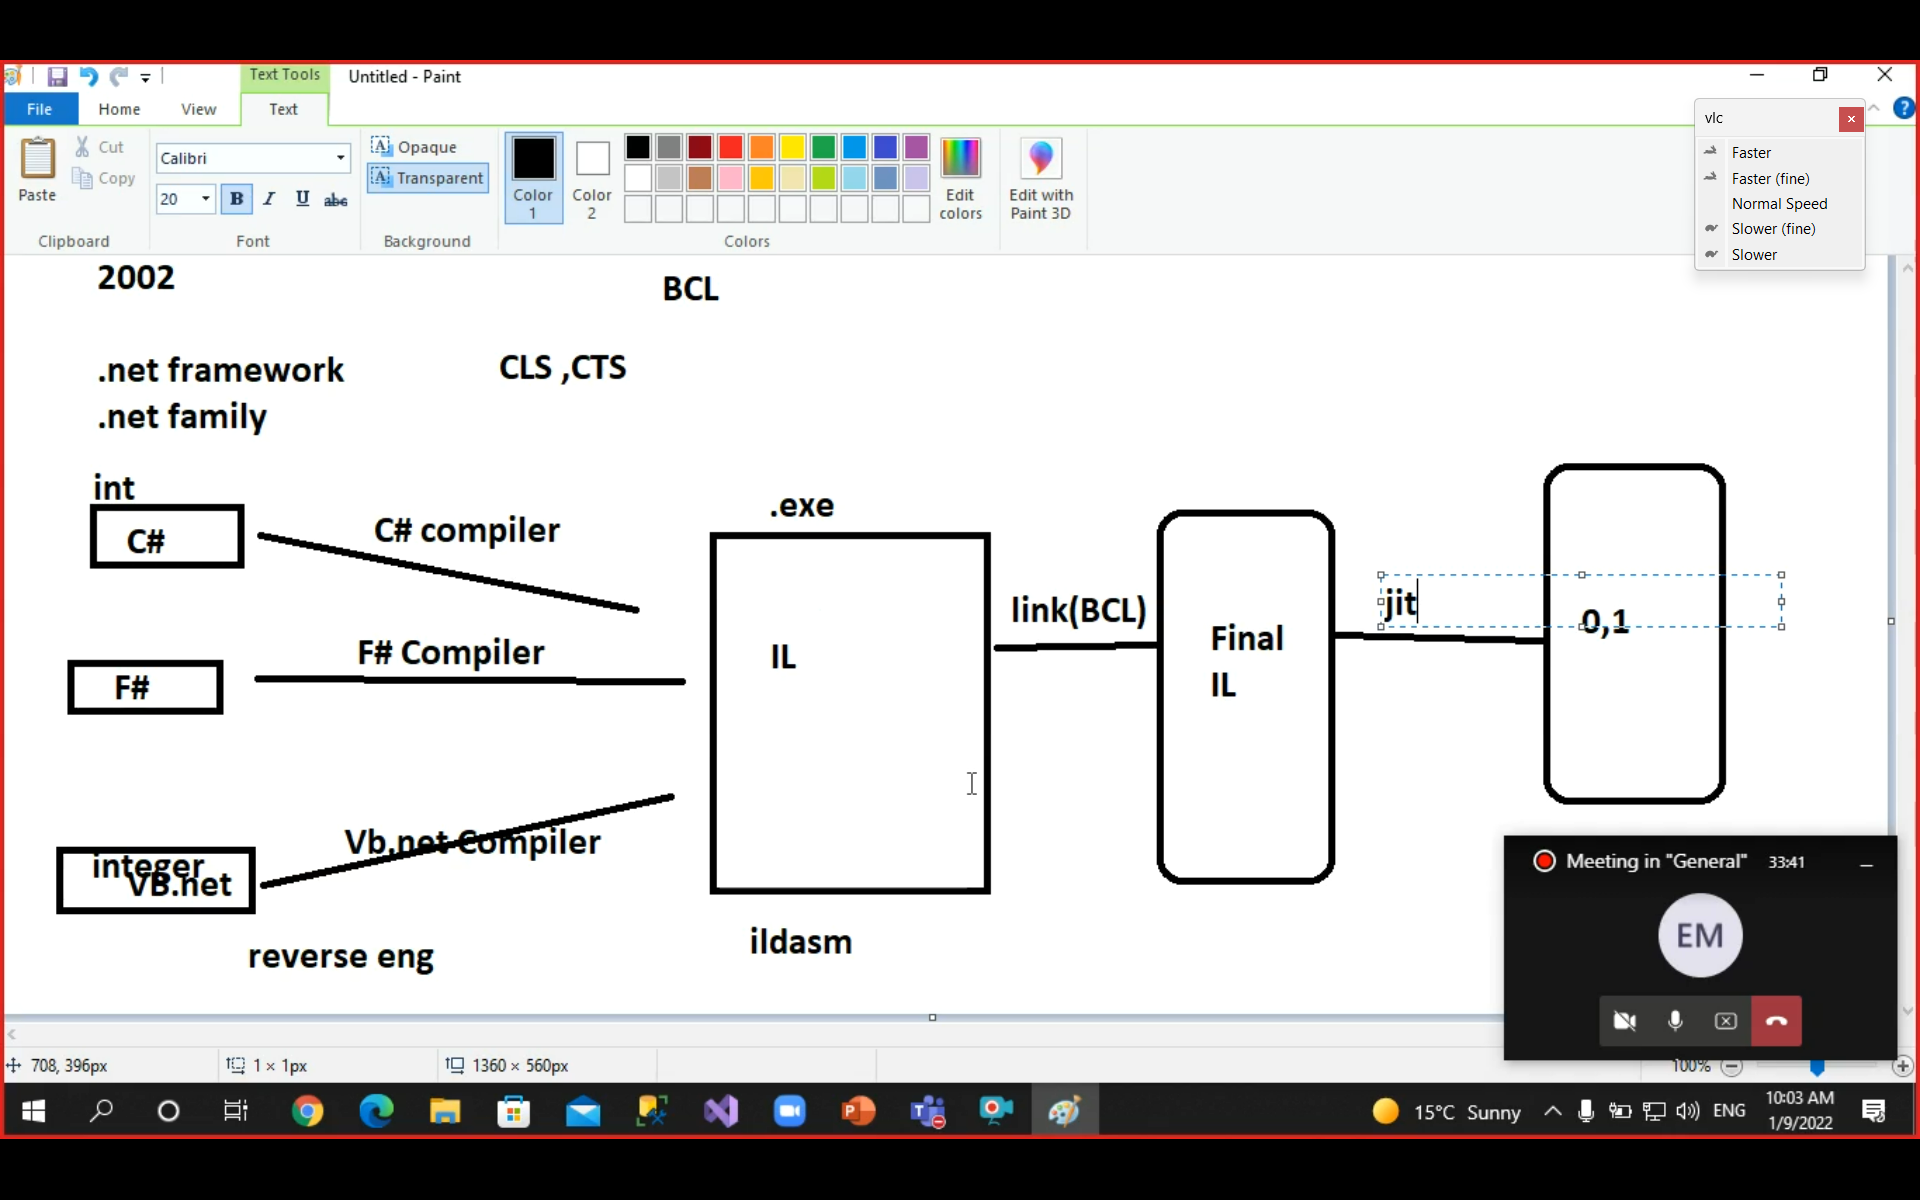 Text Tools
Untitled - Paint
File
Home
View
Text
vlc
Faster
Faster (fine)
Normal Speed
Slower (fine)
Slower
Paste
Cut
Copy
Clipboard
Calibri
20
B I U abc
Font
Opaque
Transparent
Background
Color 1
Color 2
Edit colors
Colors
Edit with Paint 3D
2002
BCL
.net framework
CLS ,CTS
.net family
int
C#
C# compiler
.exe
link(BCL)
jit
0,1
F# Compiler
F#
IL
Final
IL
Vb.net Compiler
integer
VB.net
reverse eng
ildasm
Meeting in "General" 33:41
EM
708, 396px
1 × 1px
1360 × 560px
100%
15°C Sunny
ENG
10:03 AM
1/9/2022